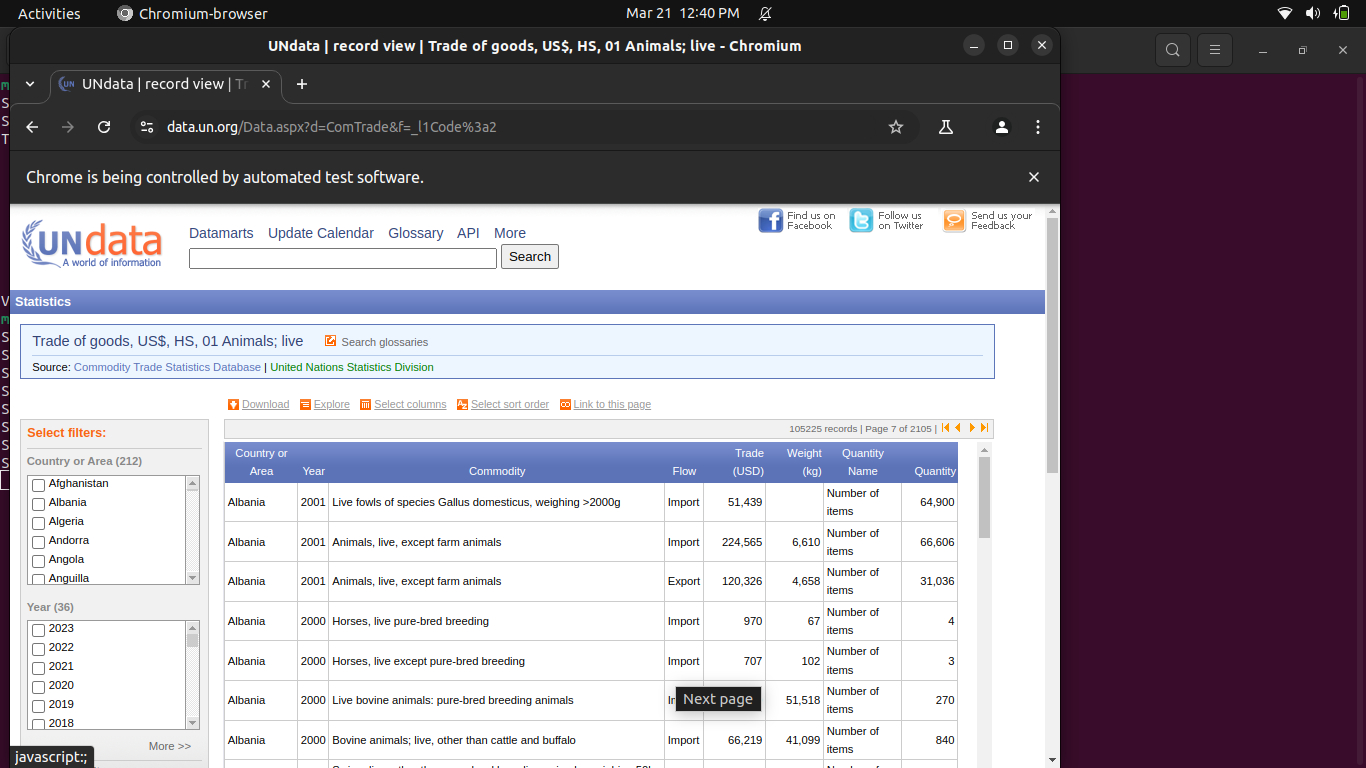 Activities
Chromium-browser
Mar 21 12:40 PM
UNdata | record view | Trade of goods, US$, HS, 01 Animals; live - Chromium
UNdata | record view | Tr
data.un.org/Data.aspx?d=ComTrade&f=_l1Code%3a2
Chrome is being controlled by automated test software.
UNdata
A world of information
Datamarts Update Calendar Glossary API More
Search
Find us on Facebook
Follow us on Twitter
Send us your Feedback
Statistics
Trade of goods, US$, HS, 01 Animals; live
Search glossaries
Source: Commodity Trade Statistics Database | United Nations Statistics Division
Download Explore Select columns Select sort order Link to this page
Select filters:
Country or Area (212)
Afghanistan
Albania
Algeria
Andorra
Angola
Anguilla
Year (36)
2023
2022
2021
2020
2019
2018
More >>
105225 records | Page 7 of 2105 |
Country or Area Year Commodity Flow Trade (USD) Weight (kg) Quantity Name Quantity
Albania 2001 Live fowls of species Gallus domesticus, weighing >2000g Import 51,439 Number of items 64,900
Albania 2001 Animals, live, except farm animals Import 224,565 6,610 Number of items 66,606
Albania 2001 Animals, live, except farm animals Export 120,326 4,658 Number of items 31,036
Albania 2000 Horses, live pure-bred breeding Import 970 67 Number of items 4
Albania 2000 Horses, live except pure-bred breeding Import 707 102 Number of items 3
Albania 2000 Live bovine animals: pure-bred breeding animals 51,518 Number of items 270
Next page
Albania 2000 Bovine animals; live, other than cattle and buffalo Import 66,219 41,099 Number of items 840
Number of
javascript:;